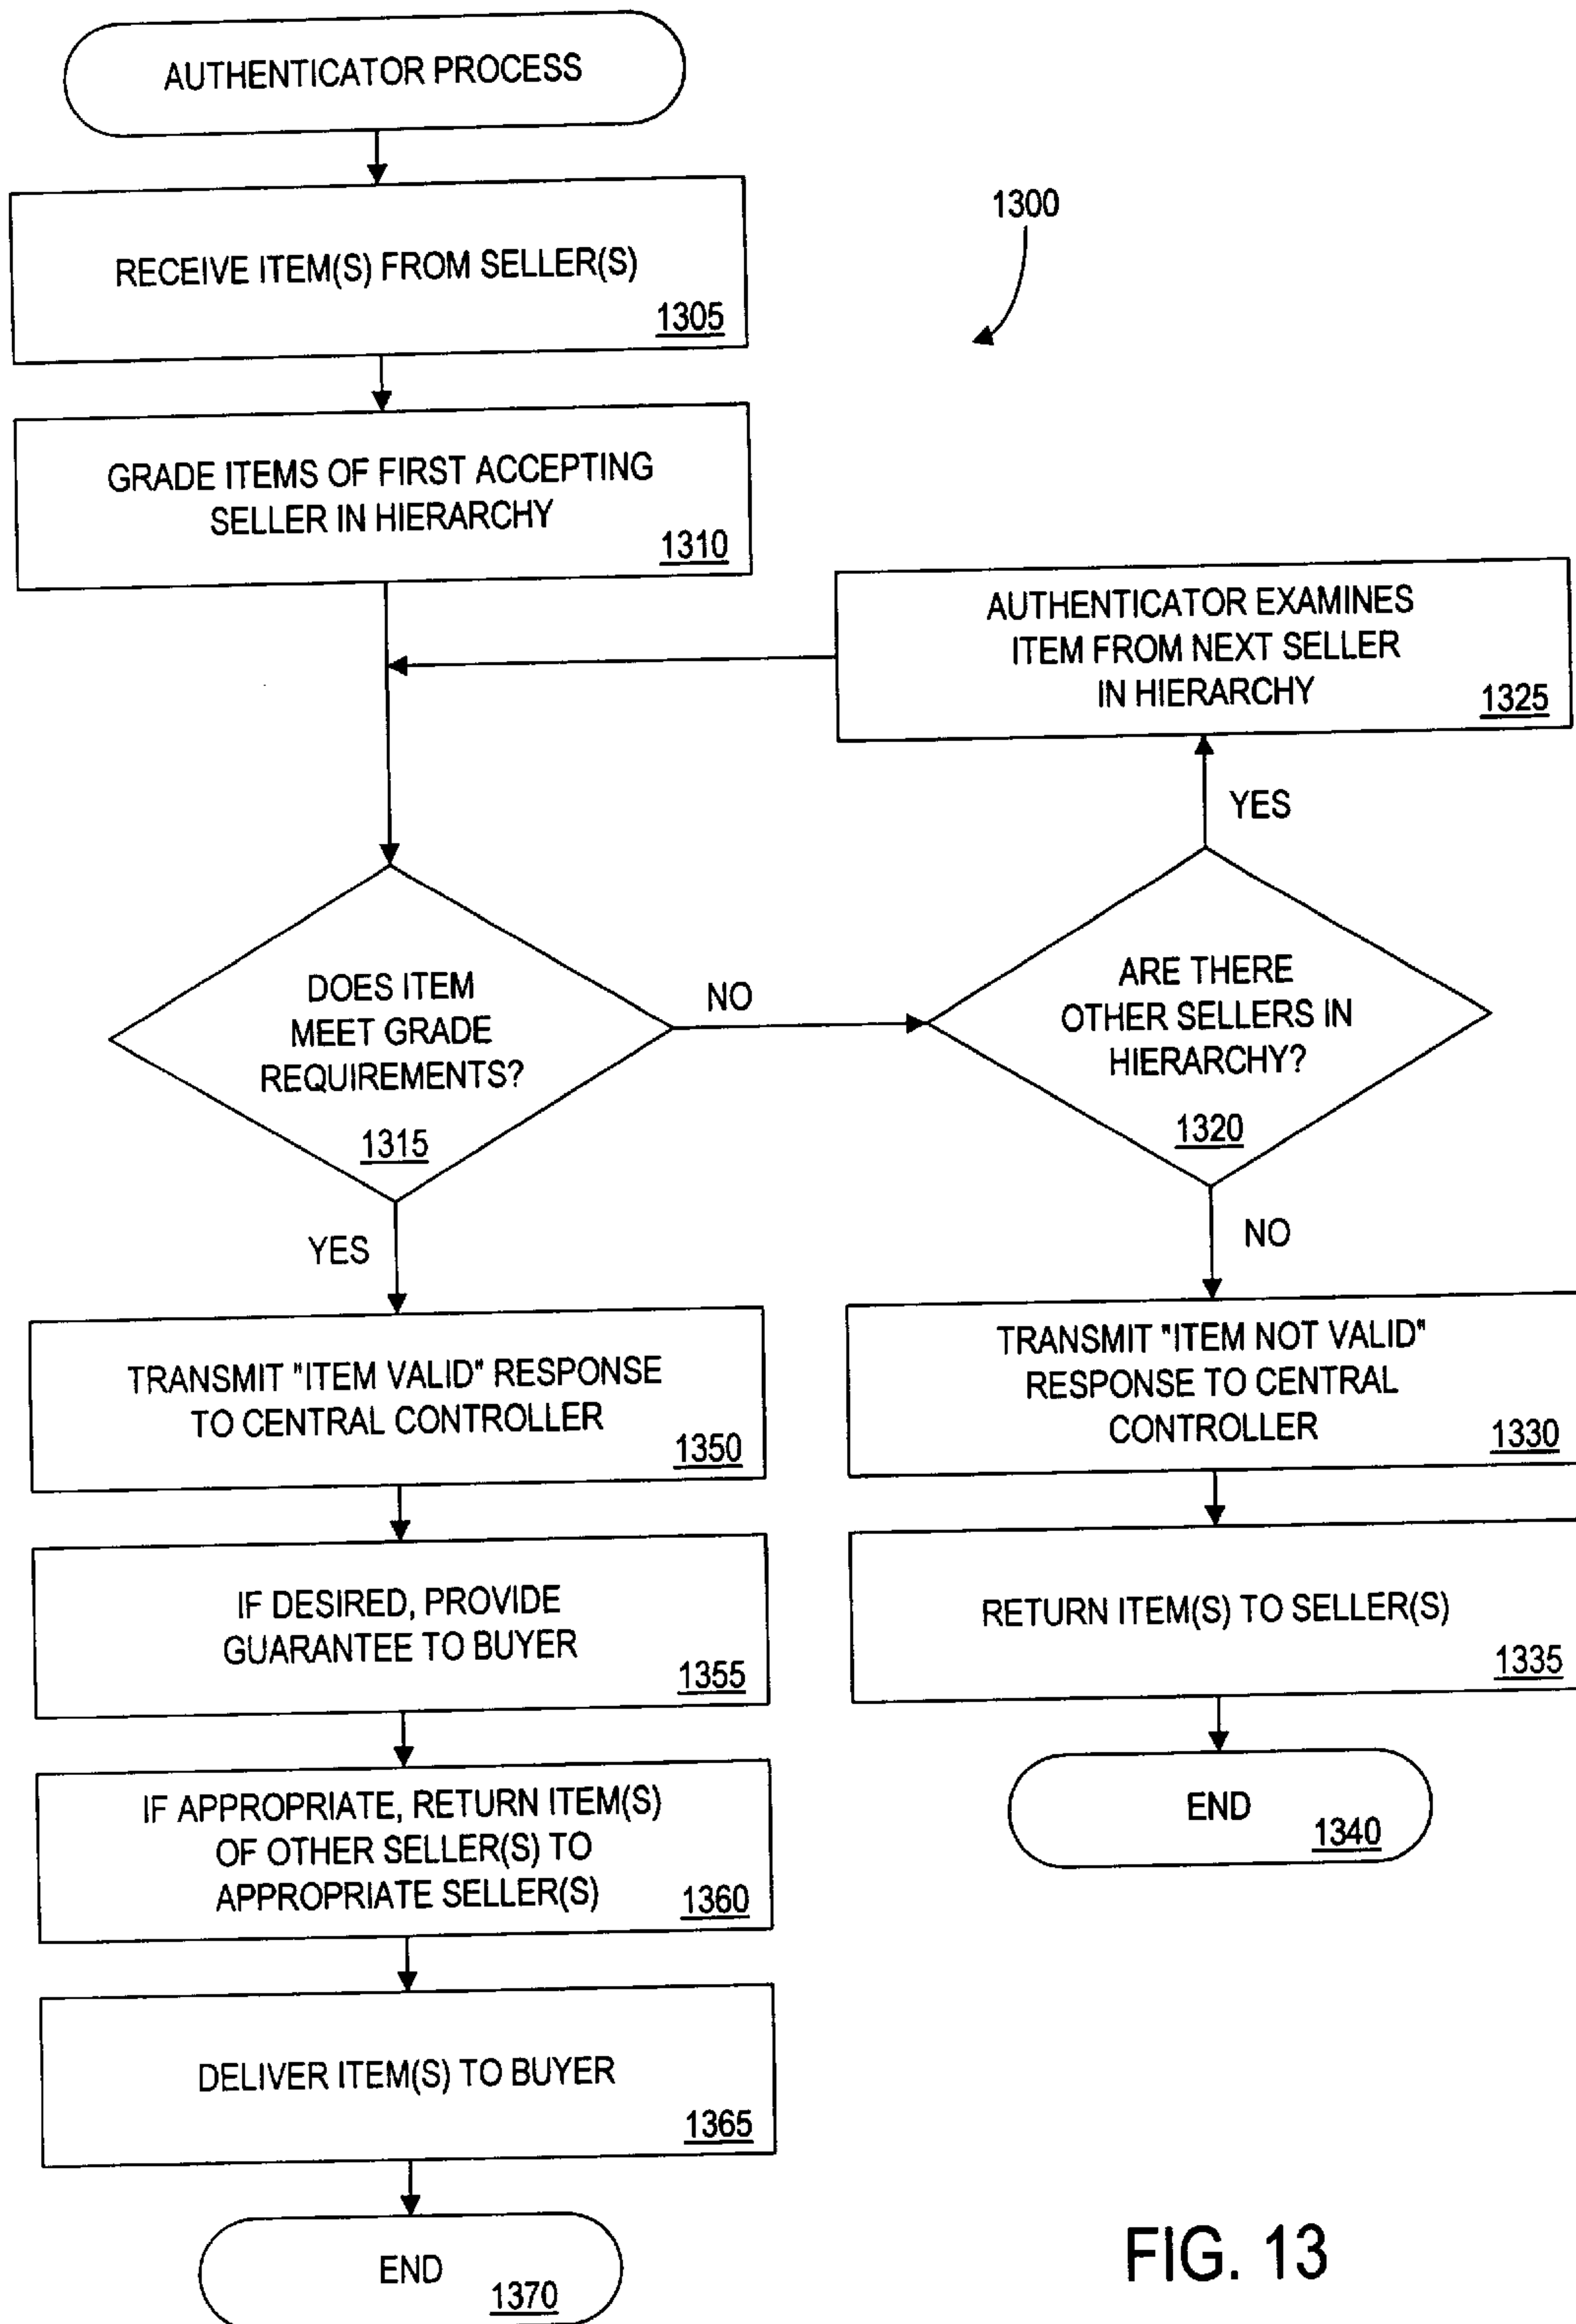 AUTHENTICATOR PROCESS
1300
RECEIVE ITEM(S) FROM SELLER(S)
1305
GRADE ITEMS OF FIRST ACCEPTING
SELLER IN HIERARCHY
1310
AUTHENTICATOR EXAMINES
ITEM FROM NEXT SELLER
IN HIERARCHY
1325
YES
DOES ITEM
MEET GRADE
REQUIREMENTS?
1315
NO
ARE THERE
OTHER SELLERS IN
HIERARCHY?
1320
YES
NO
TRANSMIT "ITEM VALID" RESPONSE
TO CENTRAL CONTROLLER
1350
TRANSMIT "ITEM NOT VALID"
RESPONSE TO CENTRAL
CONTROLLER
1330
IF DESIRED, PROVIDE
GUARANTEE TO BUYER
1355
RETURN ITEM(S) TO SELLER(S)
1335
IF APPROPRIATE, RETURN ITEM(S)
OF OTHER SELLER(S) TO
APPROPRIATE SELLER(S)
1360
END
1340
DELIVER ITEM(S) TO BUYER
1365
END
1370
FIG. 13